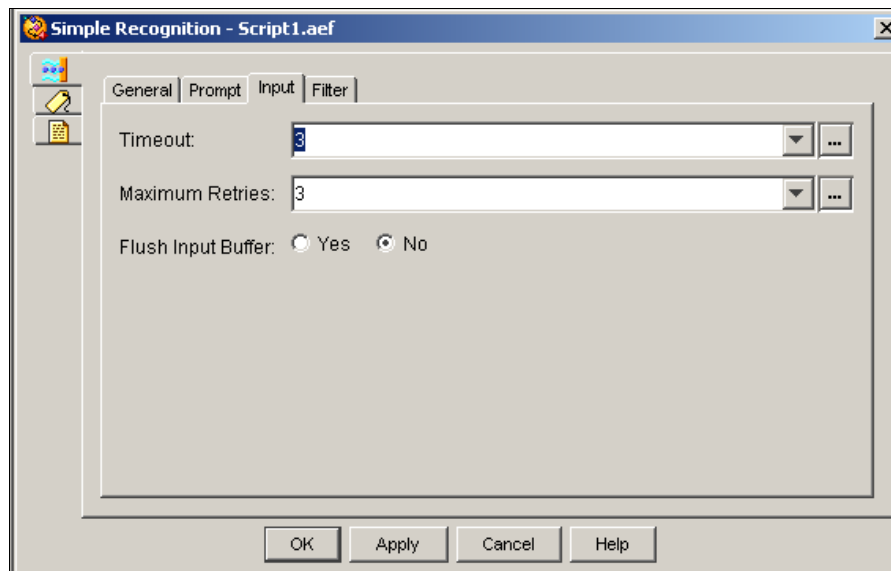 Simple Recognition - Script1.aef
General Prompt Input Filter
Timeout: 3 ...
Maximum Retries: 3 ...
Flush Input Buffer: Yes No
OK Apply Cancel Help